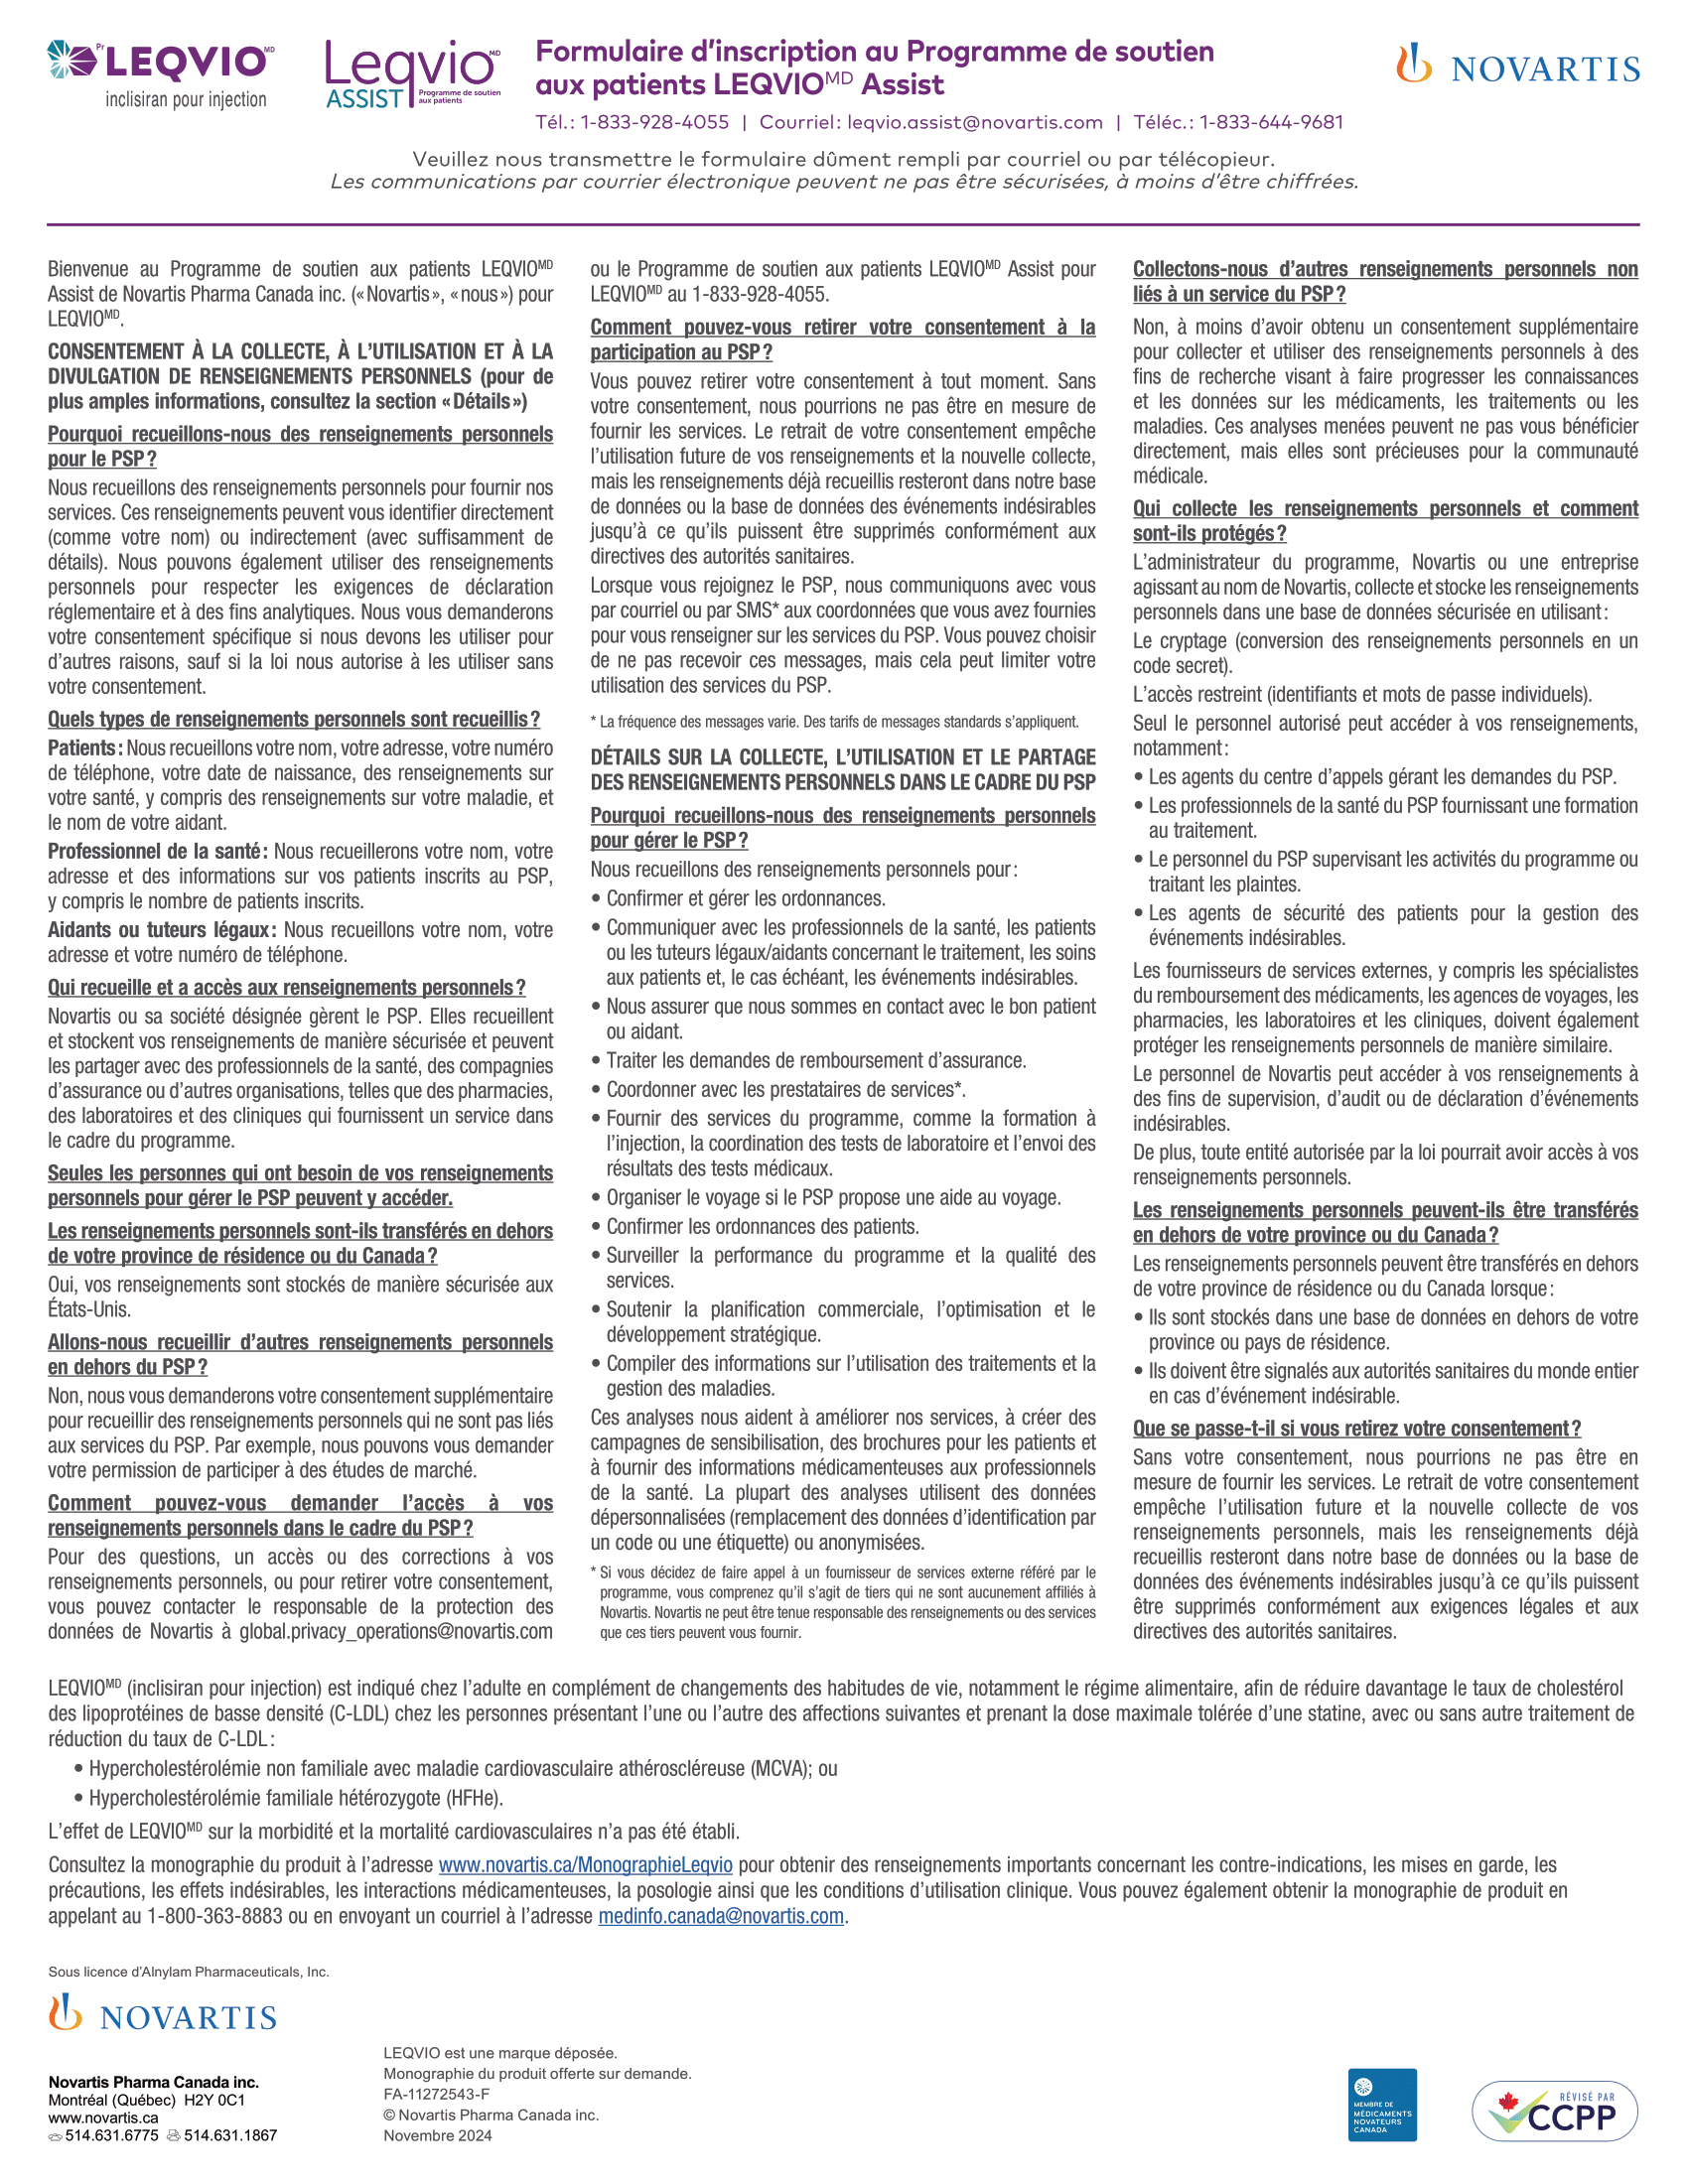 Pr LEQVIO MD
inclisiran pour injection
Leqvio MD
ASSIST Programme de soutien
aux patients
Formulaire d'inscription au Programme de soutien
aux patients LEQVIO MD Assist
Tél. : 1-833-928-4055 | Courriel : leqvio.assist@novartis.com | Téléc. : 1-833-644-9681
NOVARTIS
Veuillez nous transmettre le formulaire dûment rempli par courriel ou par télécopieur.
Les communications par courrier électronique peuvent ne pas être sécurisées, à moins d'être chiffrées.
Bienvenue au Programme de soutien aux patients LEQVIO MD
Assist de Novartis Pharma Canada inc. (« Novartis », « nous ») pour
LEQVIO MD.
CONSENTEMENT À LA COLLECTE, À L'UTILISATION ET À LA
DIVULGATION DE RENSEIGNEMENTS PERSONNELS (pour de
plus amples informations, consultez la section « Détails »)
Pourquoi recueillons-nous des renseignements personnels
pour le PSP ?
Nous recueillons des renseignements personnels pour fournir nos
services. Ces renseignements peuvent vous identifier directement
(comme votre nom) ou indirectement (avec suffisamment de
détails). Nous pouvons également utiliser des renseignements
personnels pour respecter les exigences de déclaration
réglementaire et à des fins analytiques. Nous vous demanderons
votre consentement spécifique si nous devons les utiliser pour
d'autres raisons, sauf si la loi nous autorise à les utiliser sans
votre consentement.
Quels types de renseignements personnels sont recueillis ?
Patients : Nous recueillons votre nom, votre adresse, votre numéro
de téléphone, votre date de naissance, des renseignements sur
votre santé, y compris des renseignements sur votre maladie, et
le nom de votre aidant.
Professionnel de la santé : Nous recueillerons votre nom, votre
adresse et des informations sur vos patients inscrits au PSP,
y compris le nombre de patients inscrits.
Aidants ou tuteurs légaux : Nous recueillons votre nom, votre
adresse et votre numéro de téléphone.
Qui recueille et a accès aux renseignements personnels ?
Novartis ou sa société désignée gèrent le PSP. Elles recueillent
et stockent vos renseignements de manière sécurisée et peuvent
les partager avec des professionnels de la santé, des compagnies
d'assurance ou d'autres organisations, telles que des pharmacies,
des laboratoires et des cliniques qui fournissent un service dans
le cadre du programme.
Seules les personnes qui ont besoin de vos renseignements
personnels pour gérer le PSP peuvent y accéder.
Les renseignements personnels sont-ils transférés en dehors
de votre province de résidence ou du Canada ?
Oui, vos renseignements sont stockés de manière sécurisée aux
États-Unis.
Allons-nous recueillir d'autres renseignements personnels
en dehors du PSP ?
Non, nous vous demanderons votre consentement supplémentaire
pour recueillir des renseignements personnels qui ne sont pas liés
aux services du PSP. Par exemple, nous pouvons vous demander
votre permission de participer à des études de marché.
Comment pouvez-vous demander l'accès à vos
renseignements personnels dans le cadre du PSP ?
Pour des questions, un accès ou des corrections à vos
renseignements personnels, ou pour retirer votre consentement,
vous pouvez contacter le responsable de la protection des
données de Novartis à global.privacy_operations@novartis.com
ou le Programme de soutien aux patients LEQVIO MD Assist pour
LEQVIO MD au 1-833-928-4055.
Comment pouvez-vous retirer votre consentement à la
participation au PSP ?
Vous pouvez retirer votre consentement à tout moment. Sans
votre consentement, nous pourrions ne pas être en mesure de
fournir les services. Le retrait de votre consentement empêche
l'utilisation future de vos renseignements et la nouvelle collecte,
mais les renseignements déjà recueillis resteront dans notre base
de données ou la base de données des événements indésirables
jusqu'à ce qu'ils puissent être supprimés conformément aux
directives des autorités sanitaires.
Lorsque vous rejoignez le PSP, nous communiquons avec vous
par courriel ou par SMS* aux coordonnées que vous avez fournies
pour vous renseigner sur les services du PSP. Vous pouvez choisir
de ne pas recevoir ces messages, mais cela peut limiter votre
utilisation des services du PSP.
* La fréquence des messages varie. Des tarifs de messages standards s'appliquent.
DÉTAILS SUR LA COLLECTE, L'UTILISATION ET LE PARTAGE
DES RENSEIGNEMENTS PERSONNELS DANS LE CADRE DU PSP
Pourquoi recueillons-nous des renseignements personnels
pour gérer le PSP ?
Nous recueillons des renseignements personnels pour :
• Confirmer et gérer les ordonnances.
• Communiquer avec les professionnels de la santé, les patients
ou les tuteurs légaux/aidants concernant le traitement, les soins
aux patients et, le cas échéant, les événements indésirables.
• Nous assurer que nous sommes en contact avec le bon patient
ou aidant.
• Traiter les demandes de remboursement d'assurance.
• Coordonner avec les prestataires de services*.
• Fournir des services du programme, comme la formation à
l'injection, la coordination des tests de laboratoire et l'envoi des
résultats des tests médicaux.
• Organiser le voyage si le PSP propose une aide au voyage.
• Confirmer les ordonnances des patients.
• Surveiller la performance du programme et la qualité des
services.
• Soutenir la planification commerciale, l'optimisation et le
développement stratégique.
• Compiler des informations sur l'utilisation des traitements et la
gestion des maladies.
Ces analyses nous aident à améliorer nos services, à créer des
campagnes de sensibilisation, des brochures pour les patients et
à fournir des informations médicamenteuses aux professionnels
de la santé. La plupart des analyses utilisent des données
dépersonnalisées (remplacement des données d'identification par
un code ou une étiquette) ou anonymisées.
* Si vous décidez de faire appel à un fournisseur de services externe référé par le
programme, vous comprenez qu'il s'agit de tiers qui ne sont aucunement affiliés à
Novartis. Novartis ne peut être tenue responsable des renseignements ou des services
que ces tiers peuvent vous fournir.
Collectons-nous d'autres renseignements personnels non
liés à un service du PSP ?
Non, à moins d'avoir obtenu un consentement supplémentaire
pour collecter et utiliser des renseignements personnels à des
fins de recherche visant à faire progresser les connaissances
et les données sur les médicaments, les traitements ou les
maladies. Ces analyses menées peuvent ne pas vous bénéficier
directement, mais elles sont précieuses pour la communauté
médicale.
Qui collecte les renseignements personnels et comment
sont-ils protégés ?
L'administrateur du programme, Novartis ou une entreprise
agissant au nom de Novartis, collecte et stocke les renseignements
personnels dans une base de données sécurisée en utilisant :
Le cryptage (conversion des renseignements personnels en un
code secret).
L'accès restreint (identifiants et mots de passe individuels).
Seul le personnel autorisé peut accéder à vos renseignements,
notamment :
• Les agents du centre d'appels gérant les demandes du PSP.
• Les professionnels de la santé du PSP fournissant une formation
au traitement.
• Le personnel du PSP supervisant les activités du programme ou
traitant les plaintes.
• Les agents de sécurité des patients pour la gestion des
événements indésirables.
Les fournisseurs de services externes, y compris les spécialistes
du remboursement des médicaments, les agences de voyages, les
pharmacies, les laboratoires et les cliniques, doivent également
protéger les renseignements personnels de manière similaire.
Le personnel de Novartis peut accéder à vos renseignements à
des fins de supervision, d'audit ou de déclaration d'événements
indésirables.
De plus, toute entité autorisée par la loi pourrait avoir accès à vos
renseignements personnels.
Les renseignements personnels peuvent-ils être transférés
en dehors de votre province ou du Canada ?
Les renseignements personnels peuvent être transférés en dehors
de votre province de résidence ou du Canada lorsque :
• Ils sont stockés dans une base de données en dehors de votre
province ou pays de résidence.
• Ils doivent être signalés aux autorités sanitaires du monde entier
en cas d'événement indésirable.
Que se passe-t-il si vous retirez votre consentement ?
Sans votre consentement, nous pourrions ne pas être en
mesure de fournir les services. Le retrait de votre consentement
empêche l'utilisation future et la nouvelle collecte de vos
renseignements personnels, mais les renseignements déjà
recueillis resteront dans notre base de données ou la base de
données des événements indésirables jusqu'à ce qu'ils puissent
être supprimés conformément aux exigences légales et aux
directives des autorités sanitaires.
LEQVIO MD (inclisiran pour injection) est indiqué chez l'adulte en complément de changements des habitudes de vie, notamment le régime alimentaire, afin de réduire davantage le taux de cholestérol
des lipoprotéines de basse densité (C-LDL) chez les personnes présentant l'une ou l'autre des affections suivantes et prenant la dose maximale tolérée d'une statine, avec ou sans autre traitement de
réduction du taux de C-LDL :
• Hypercholestérolémie non familiale avec maladie cardiovasculaire athéroscléreuse (MCVA); ou
• Hypercholestérolémie familiale hétérozygote (HFHe).
L'effet de LEQVIO MD sur la morbidité et la mortalité cardiovasculaires n'a pas été établi.
Consultez la monographie du produit à l'adresse www.novartis.ca/MonographieLeqvio pour obtenir des renseignements importants concernant les contre-indications, les mises en garde, les
précautions, les effets indésirables, les interactions médicamenteuses, la posologie ainsi que les conditions d'utilisation clinique. Vous pouvez également obtenir la monographie de produit en
appelant au 1-800-363-8883 ou en envoyant un courriel à l'adresse medinfo.canada@novartis.com.
Sous licence d'Alnylam Pharmaceuticals, Inc.
NOVARTIS
Novartis Pharma Canada inc.
Montréal (Québec) H2Y 0C1
www.novartis.ca
514.631.6775 514.631.1867
LEQVIO est une marque déposée.
Monographie du produit offerte sur demande.
FA-11272543-F
© Novartis Pharma Canada inc.
Novembre 2024
MEMBRE DE
MÉDICAMENTS
NOVATEURS
CANADA
RÉVISÉ PAR
CCPP